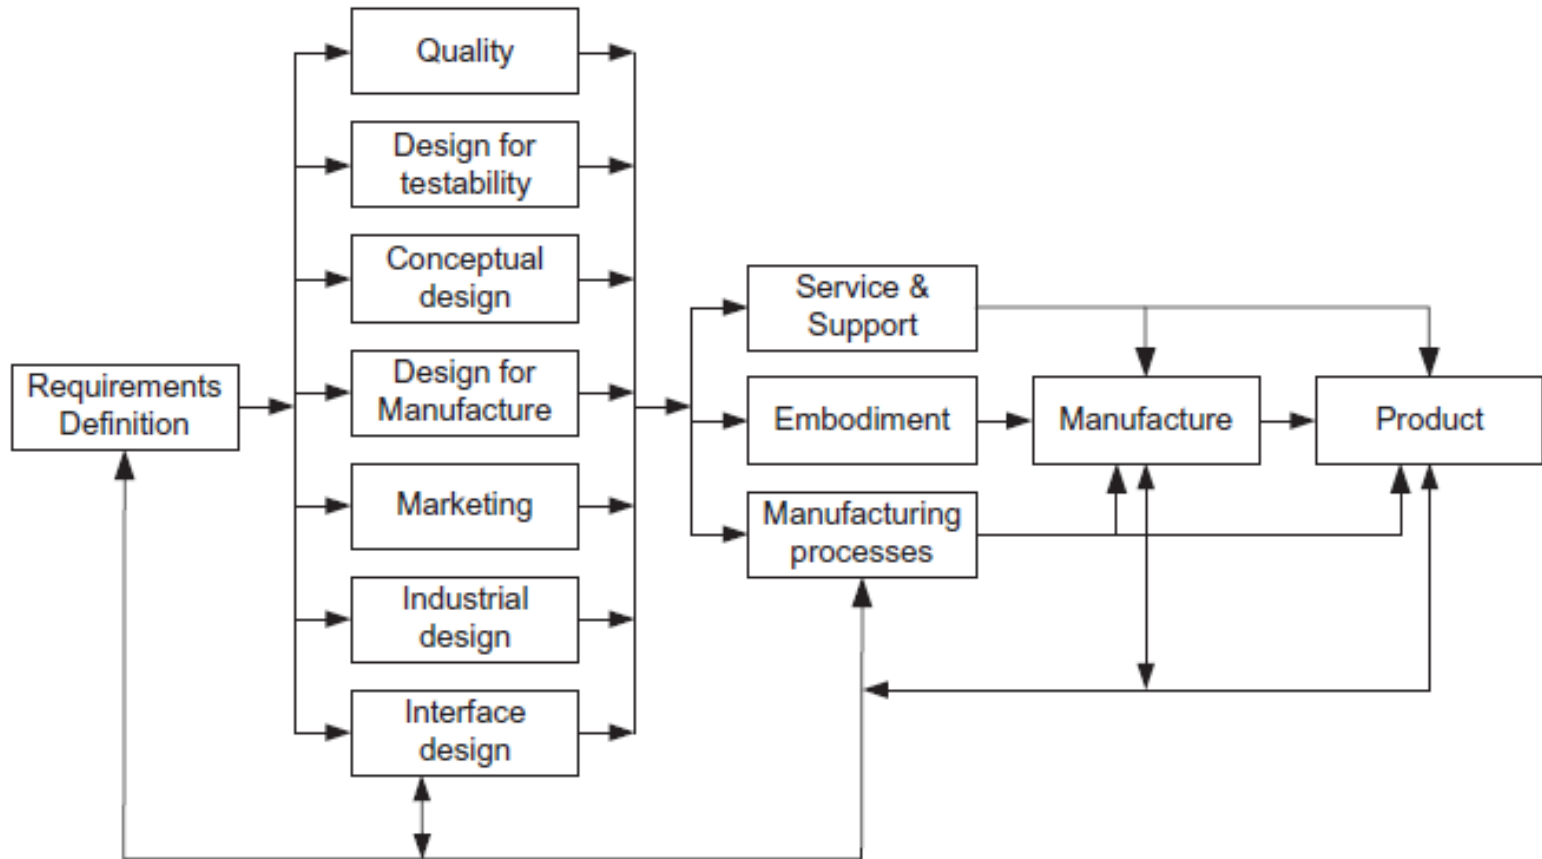 Quality
Design for
testability
Conceptual
design
Service &
Support
Requirements
Definition
Design for
Manufacture
Embodiment
Manufacture
Product
Marketing
Manufacturing
processes
Industrial
design
Interface
design